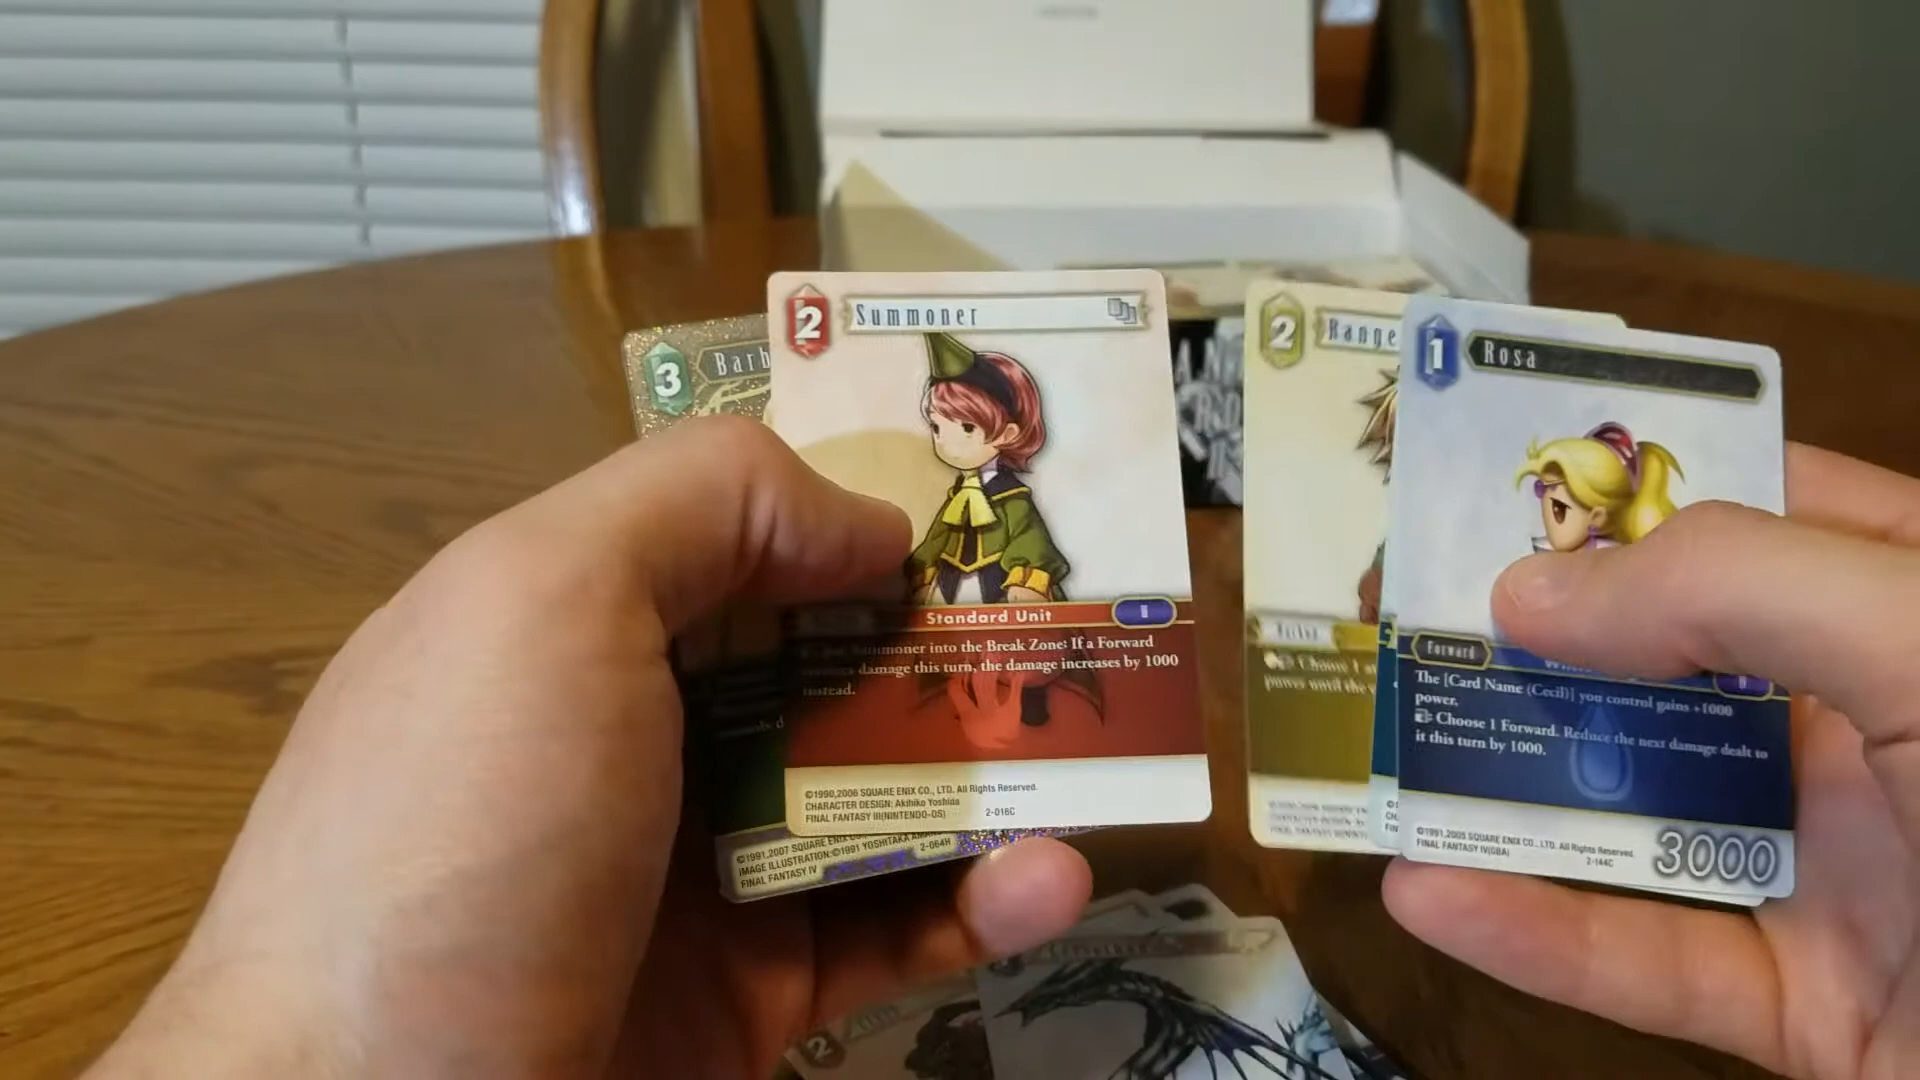 3
Barb
2
Summoner
Standard Unit
II
Summoner into the Break Zone: If a Forward
damage this turn, the damage increases by 1000
instead.
©1990,2006 SQUARE ENIX CO., LTD. All Rights Reserved.
CHARACTER DESIGN: Akihiko Yoshida
FINAL FANTASY III(NINTENDO-DS)
2-016C
©1991,2007 SQUARE ENIX
IMAGE ILLUSTRATION:©1991 YOSHITAKA
2-064H
FINAL FANTASY IV
2
Range
Choose 1
power until the
1
Rosa
Forward
The [Card Name (Cecil)] you control gains +1000
power.
Choose 1 Forward. Reduce the next damage dealt to
it this turn by 1000.
©1991,2005 SQUARE ENIX CO., LTD. All Rights Reserved.
FINAL FANTASY IV(GBA)
2-144C
3000
2